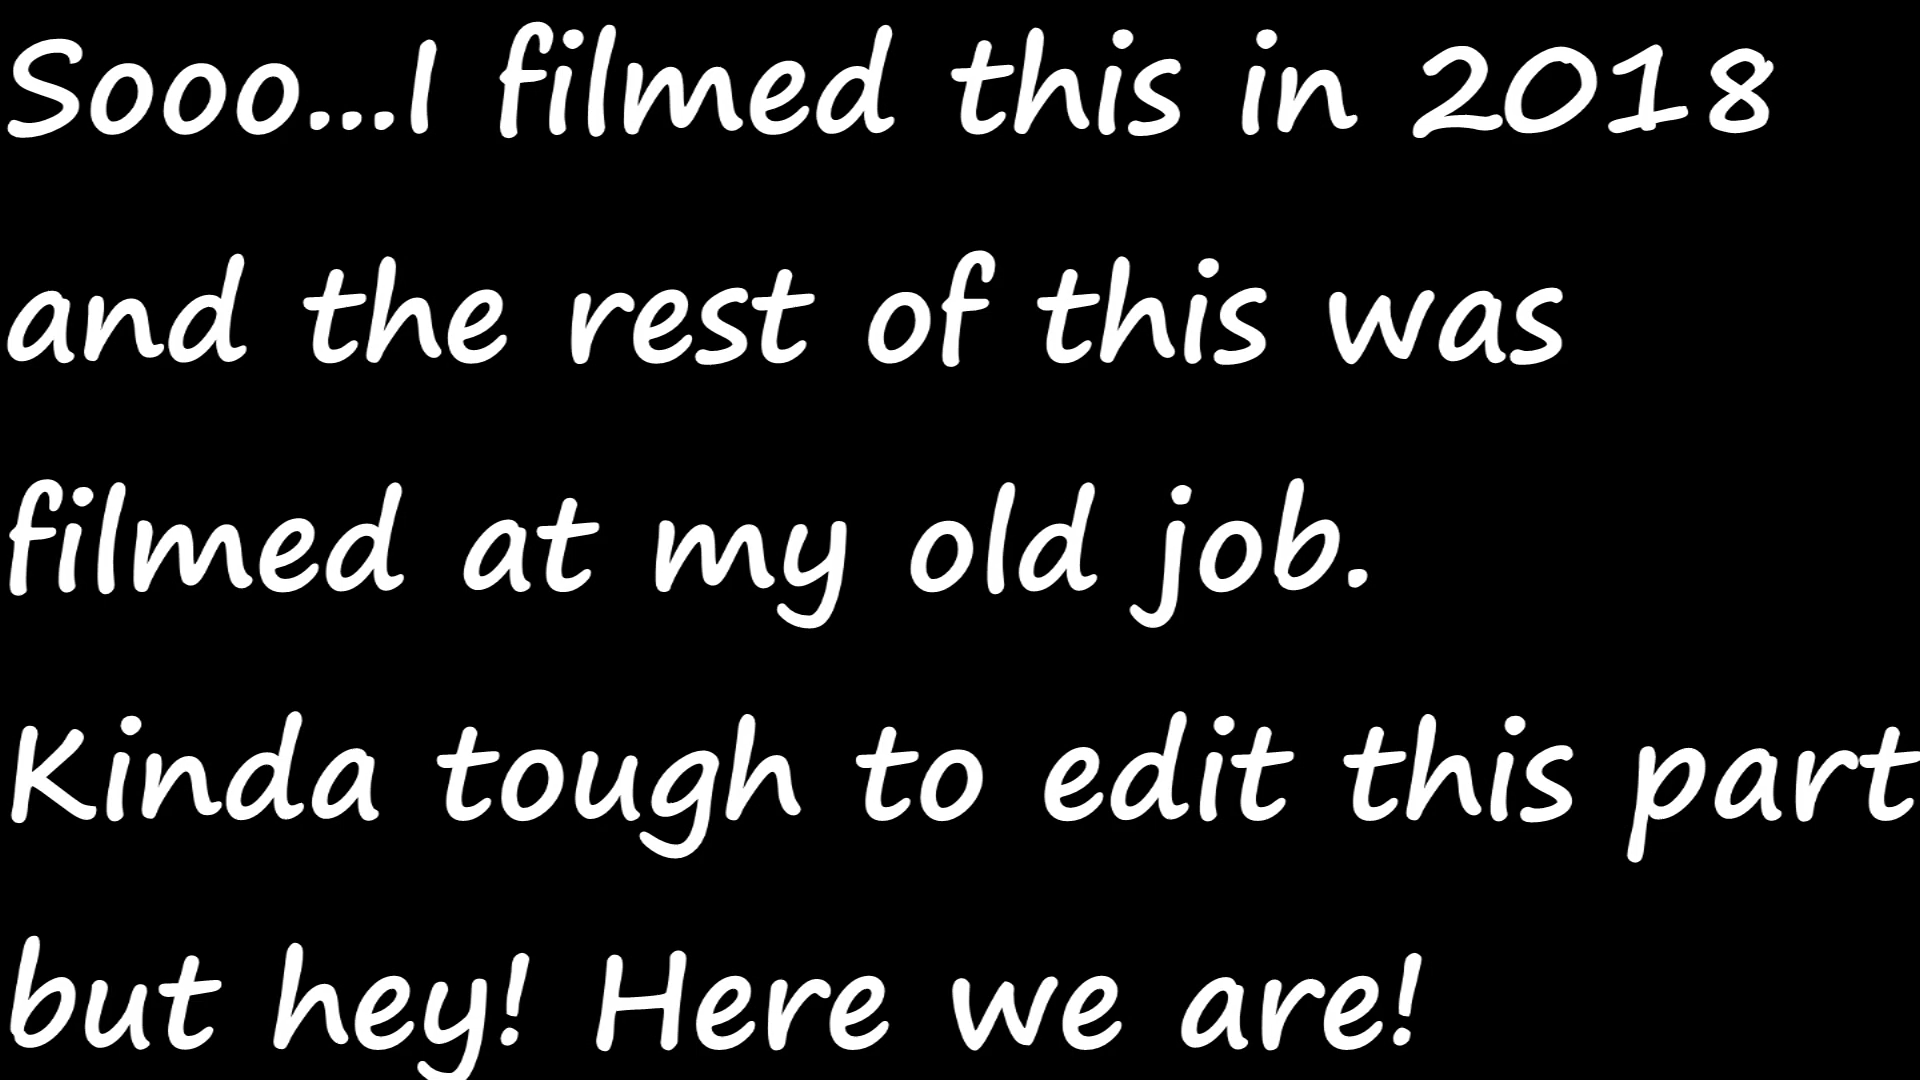 Sooo...I filmed this in 2018
and the rest of this was
filmed at my old job.
Kinda tough to edit this part
but hey! Here we are!